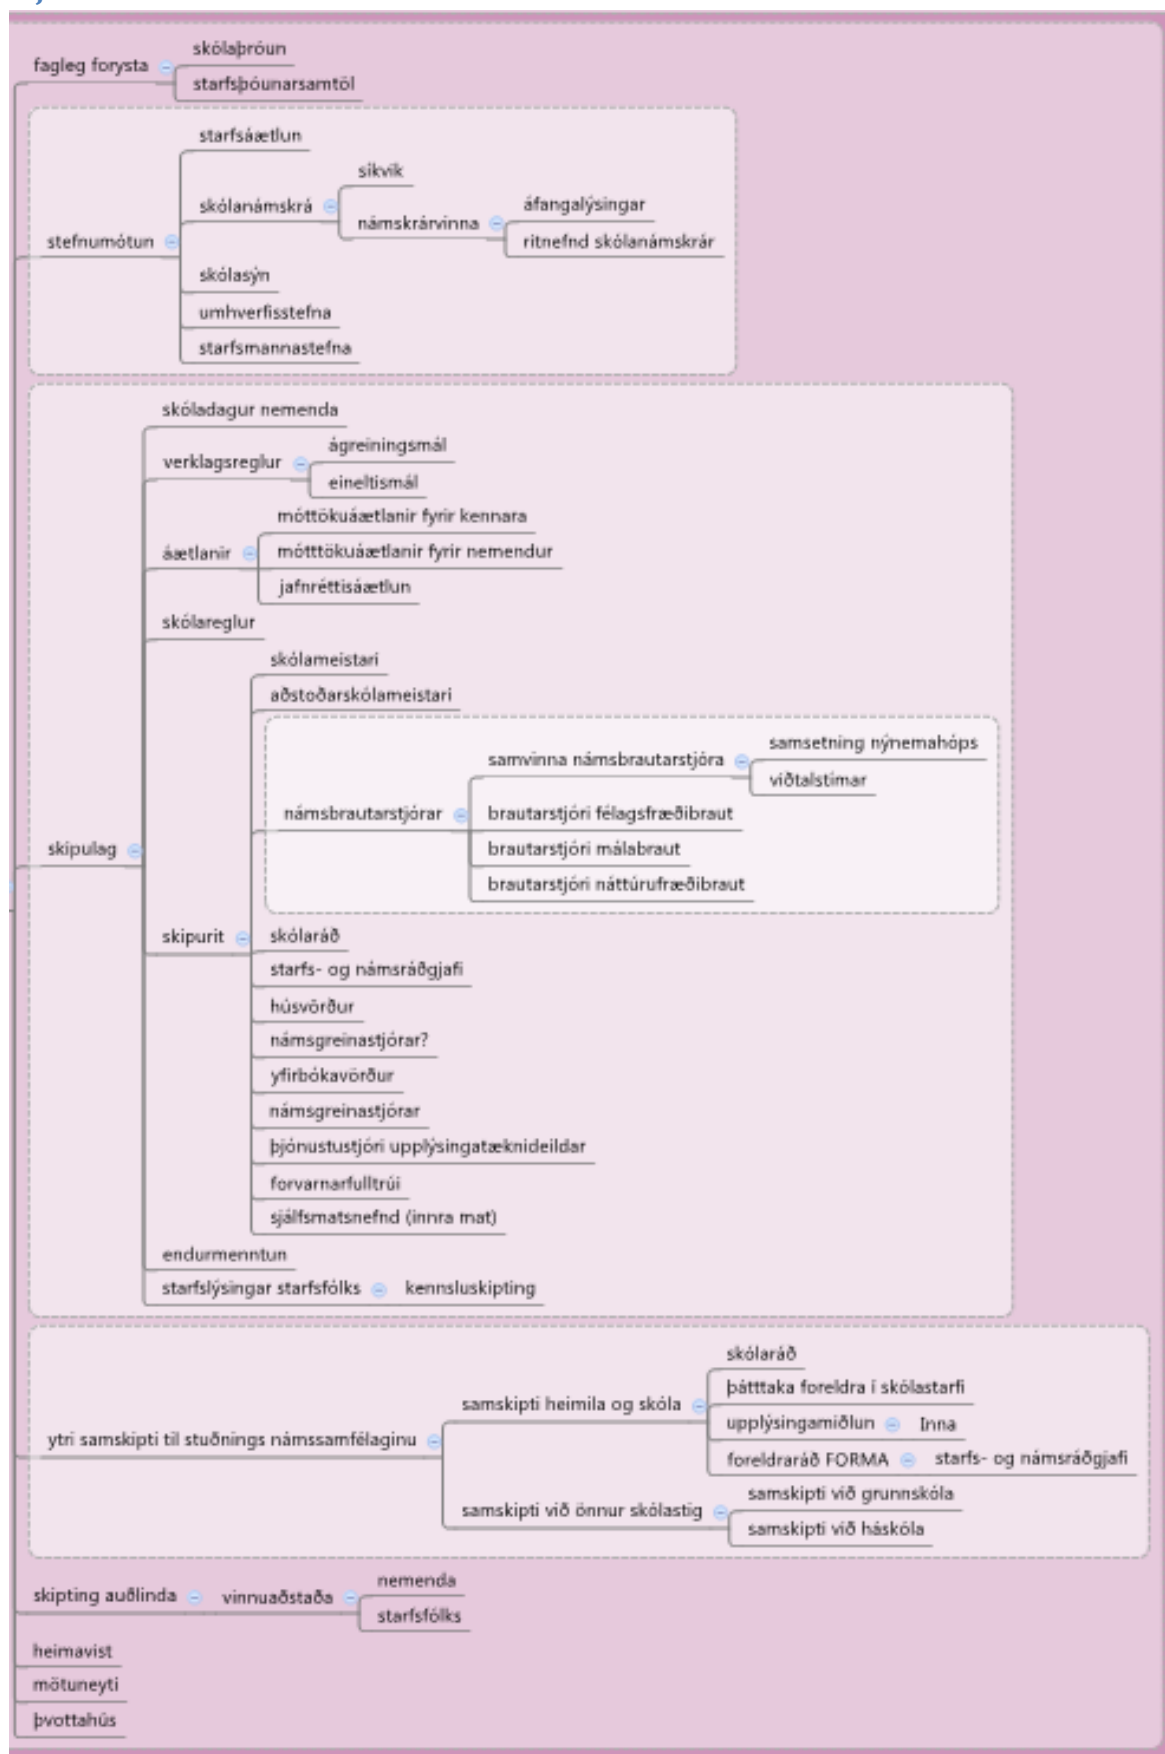 fagleg forysta
skólaþróun
starfsþóunarsamtöl
stefnumótun
starfsáætlun
skólanámskrá
síkvik
námskrárvinna
áfangalýsingar
ritnefnd skólanámskrár
skólasýn
umhverfisstefna
starfsmannastefna
skipulag
skóladagur nemenda
verklagsreglur
ágreiningsmál
eineltismál
áætlanir
móttökuáætlanir fyrir kennara
mótttökuáætlanir fyrir nemendur
jafnréttisáætlun
skólareglur
skipurit
skólameistari
aðstoðarskólameistari
námsbrautarstjórar
samvinna námsbrautarstjóra
samsetning nýnemahóps
viðtalstímar
brautarstjóri félagsfræðibraut
brautarstjóri málabraut
brautarstjóri náttúrufræðibraut
skólaráð
starfs- og námsráðgjafi
húsvörður
námsgreinastjórar?
yfirbókavörður
námsgreinastjórar
þjónustustjóri upplýsingatæknideildar
forvarnarfulltrúi
sjálfsmatsnefnd (innra mat)
endurmenntun
starfslýsingar starfsfólks
kennsluskipting
ytri samskipti til stuðnings námssamfélaginu
samskipti heimila og skóla
skólaráð
þátttaka foreldra í skólastarfi
upplýsingamiðlun
Inna
foreldraráð FORMA
starfs- og námsráðgjafi
samskipti við önnur skólastig
samskipti við grunnskóla
samskipti við háskóla
skipting auðlinda
vinnuaðstaða
nemenda
starfsfólks
heimavist
mötuneyti
þvottahús